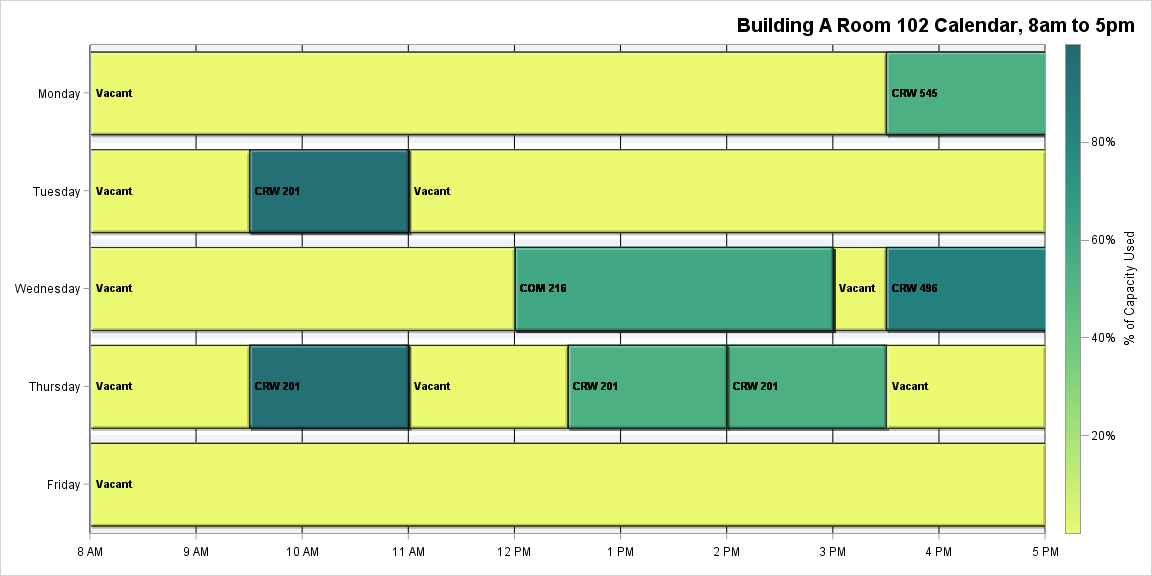 Building A Room 102 Calendar, 8am to 5pm
Monday
Vacant
CRW 545
Tuesday
Vacant
CRW 201
Vacant
Wednesday
Vacant
COM 216
Vacant
CRW 496
Thursday
Vacant
CRW 201
Vacant
CRW 201
CRW 201
Vacant
Friday
Vacant
8 AM
9 AM
10 AM
11 AM
12 PM
1 PM
2 PM
3 PM
4 PM
5 PM
80%
60%
40%
20%
% of Capacity Used